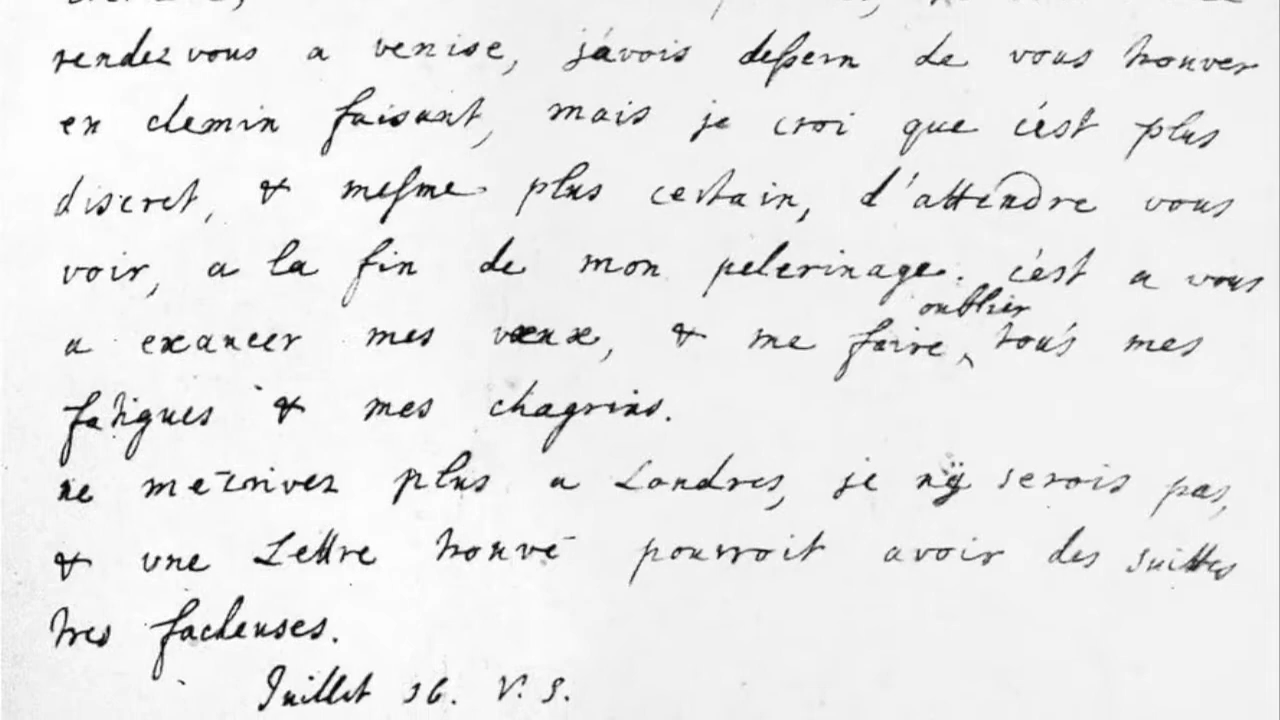 rendez vous a venise, j'avois deſsein de vous trouver
en chemin faisant, mais je croi que c'est plus
discret, & meſme plus certain, d'attendre vous
voir, a la fin de mon pelerinage. c'est a vous
a exaucer mes vœux, & me faire oublier tous mes
fatigues & mes chagrins.
ne mecrivez plus a Londres, je nÿ serois pas,
& une Lettre trouvé pourroit avoir des suittes
tres facheuses.
Juillet 16. V. S.